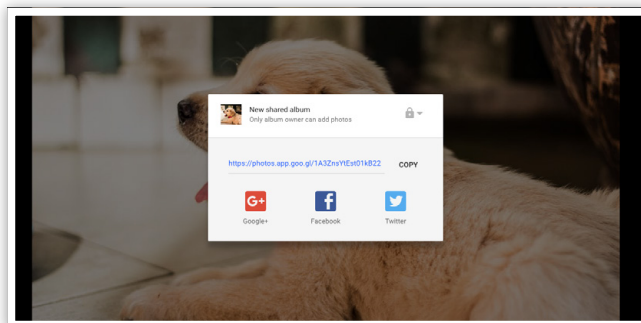 New shared album
Only album owner can add photos
https://photos.app.goo.gl/1A3ZnsYtEst01kB22
COPY
G+
f
Google+
Facebook
Twitter